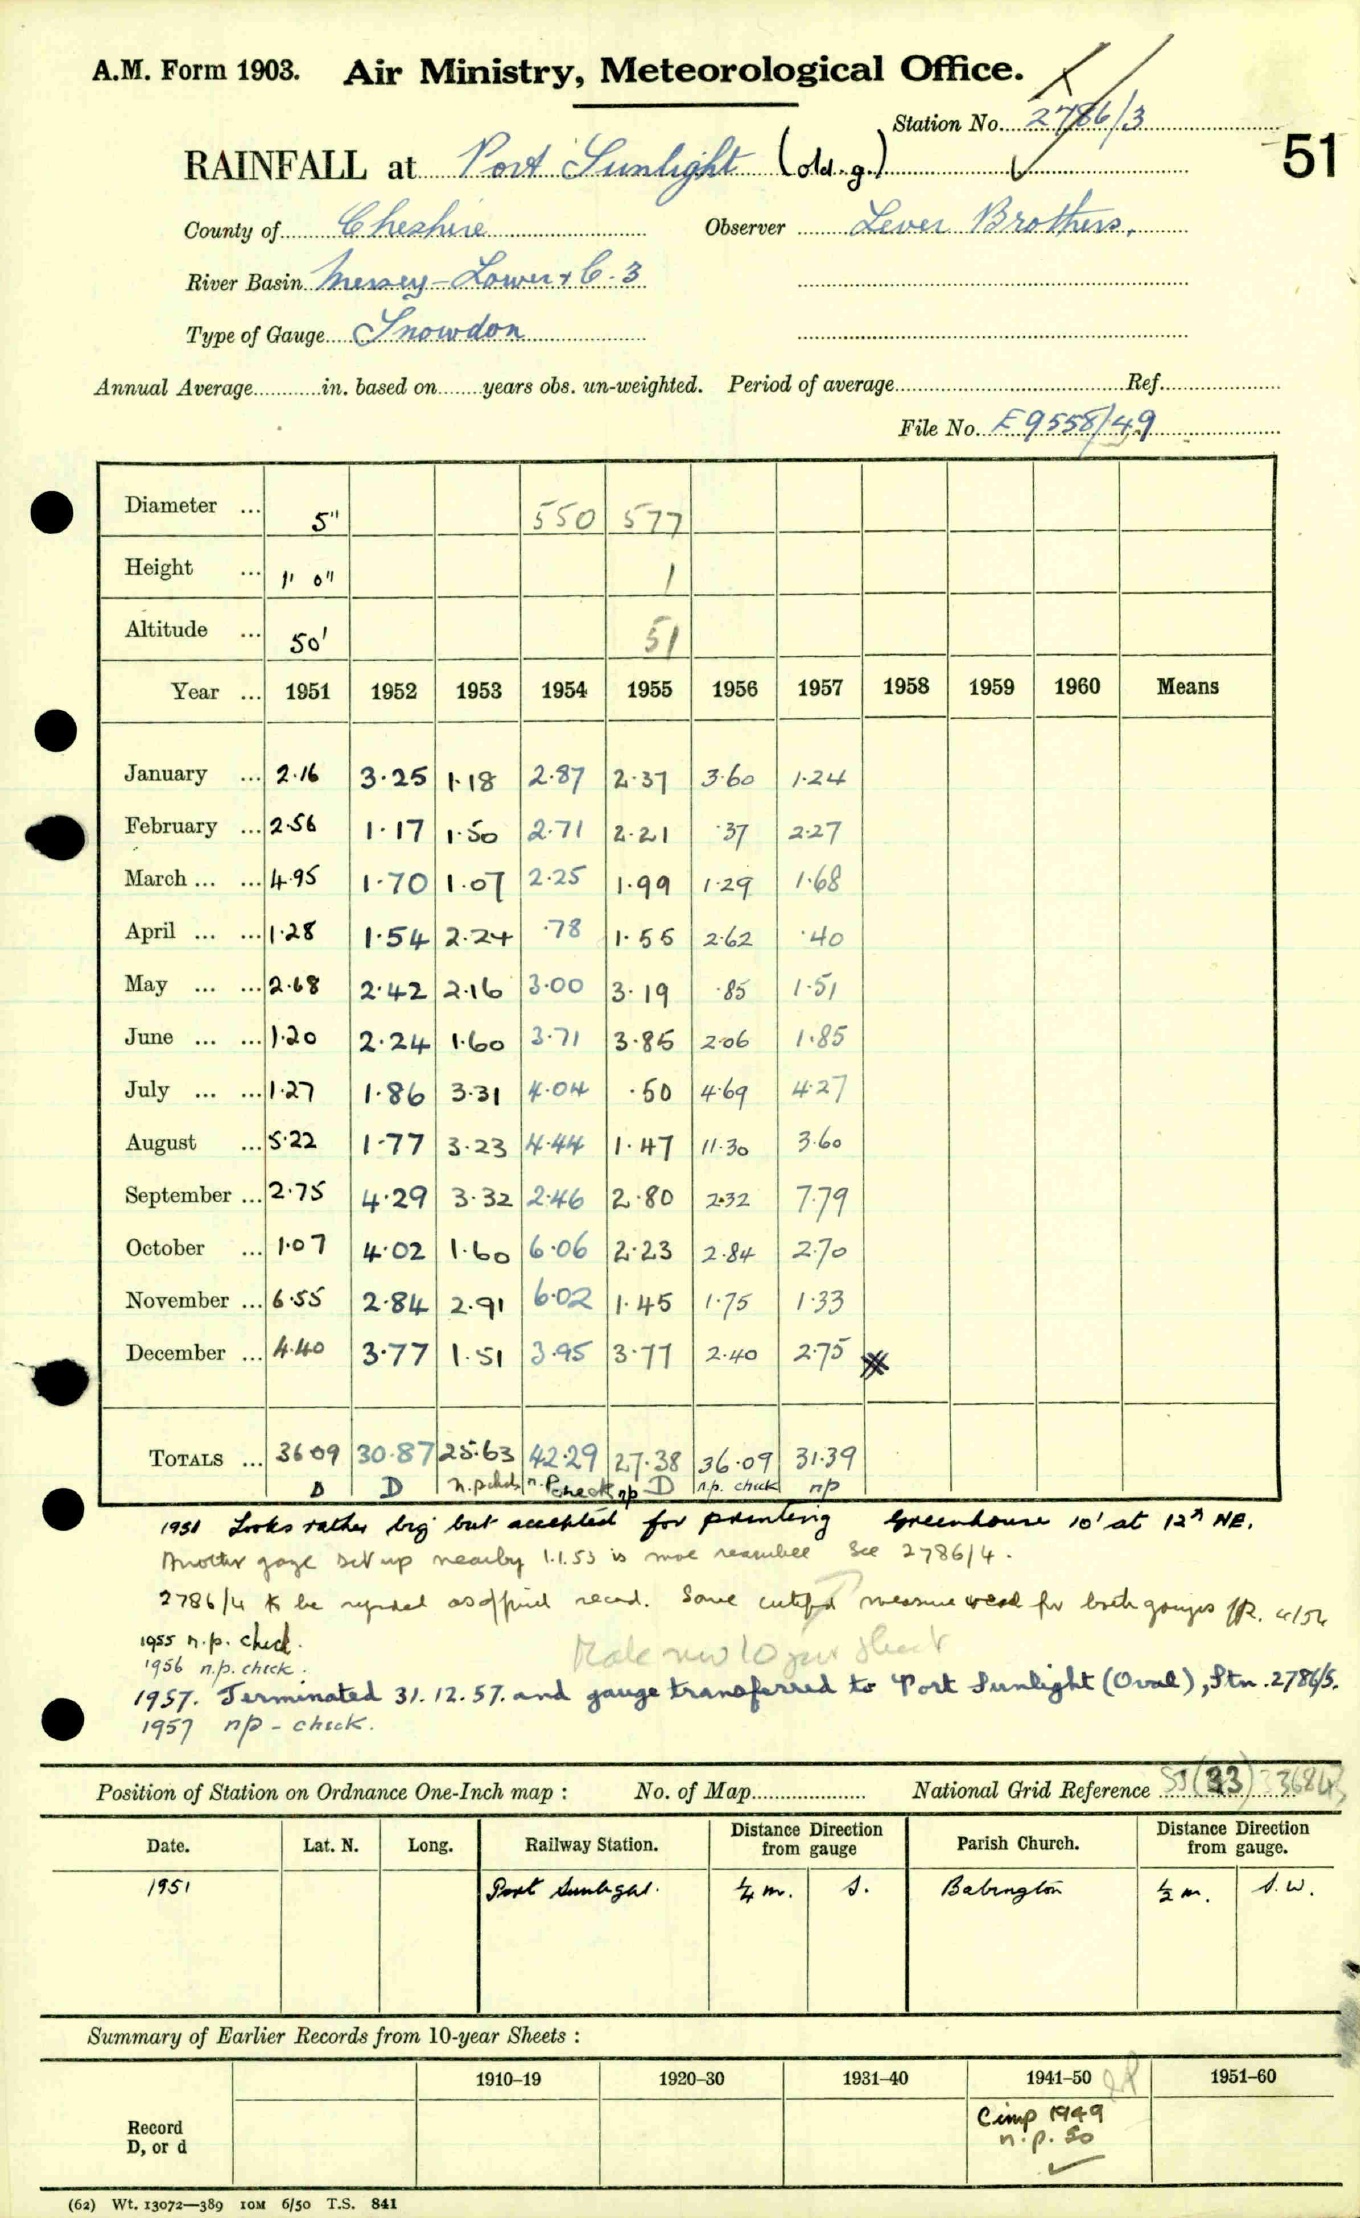 A.M. Form 1903. Air Ministry, Meteorological Office.
Station No. 2786/3
51
RAINFALL at Port Sunlight (old. g.)
County of Cheshire Observer Lever Brothers.
River Basin Mersey - Lower + C. 3
Type of Gauge Snowdon
Annual Average in. based on years obs. un-weighted. Period of average Ref.
File No. E9558/49
Diameter ... 5" 550 577
Height ... 1' 0" 1
Altitude ... 50' 51
Year ... 1951 1952 1953 1954 1955 1956 1957 1958 1959 1960 Means
January ... 2.16 3.25 1.18 2.87 2.37 3.60 1.24
February ... 2.56 1.17 1.50 2.71 2.21 .37 2.27
March ... ... 4.95 1.70 1.07 2.25 1.99 1.29 1.68
April ... ... 1.28 1.54 2.24 .78 1.55 2.62 .40
May ... ... 2.68 2.42 2.16 3.00 3.19 .85 1.51
June ... ... 1.20 2.24 1.60 3.71 3.85 2.06 1.85
July ... ... 1.27 1.86 3.31 4.04 .50 4.69 4.27
August ... 5.22 1.77 3.23 4.44 1.47 11.30 3.60
September ... 2.75 4.29 3.32 2.46 2.80 2.32 7.79
October ... 1.07 4.02 1.60 6.06 2.23 2.84 2.70
November ... 6.55 2.84 2.91 6.02 1.45 1.75 1.33
December ... 4.40 3.77 1.51 3.95 3.77 2.40 2.75
TOTALS ... 36.09 30.87 25.63 42.29 27.38 36.09 31.39
D D n.p. check n.p. check np D n.p. check np
1951 Looks rather big but accepted for printing Greenhouse 10' at 12ft NE.
Another gauge set up nearby 1.1.53 is more See 2786/4.
2786/4 to be regarded as official record. Same measure used for both gauges 4/54
1955 n.p. check.
Make new 10 year sheet
1956 n.p. check.
1957. Terminated 31.12.57. and gauge transferred to Port Sunlight (Oval), Stn. 2786/5.
1957 np - check.
Position of Station on Ordnance One-Inch map : No. of Map National Grid Reference SJ (33) 336843
Date. Lat. N. Long. Railway Station. Distance Direction from gauge Parish Church. Distance Direction from gauge.
1951 Port Sunlight. 1/4 m. S. Bebington 1/2 m. S.W.
Summary of Earlier Records from 10-year Sheets :
1910–19 1920–30 1931–40 1941–50 1951–60
Record D, or d
Cinp 1949
n.p. 50
(62) Wt. 13072—389 10M 6/50 T.S. 841